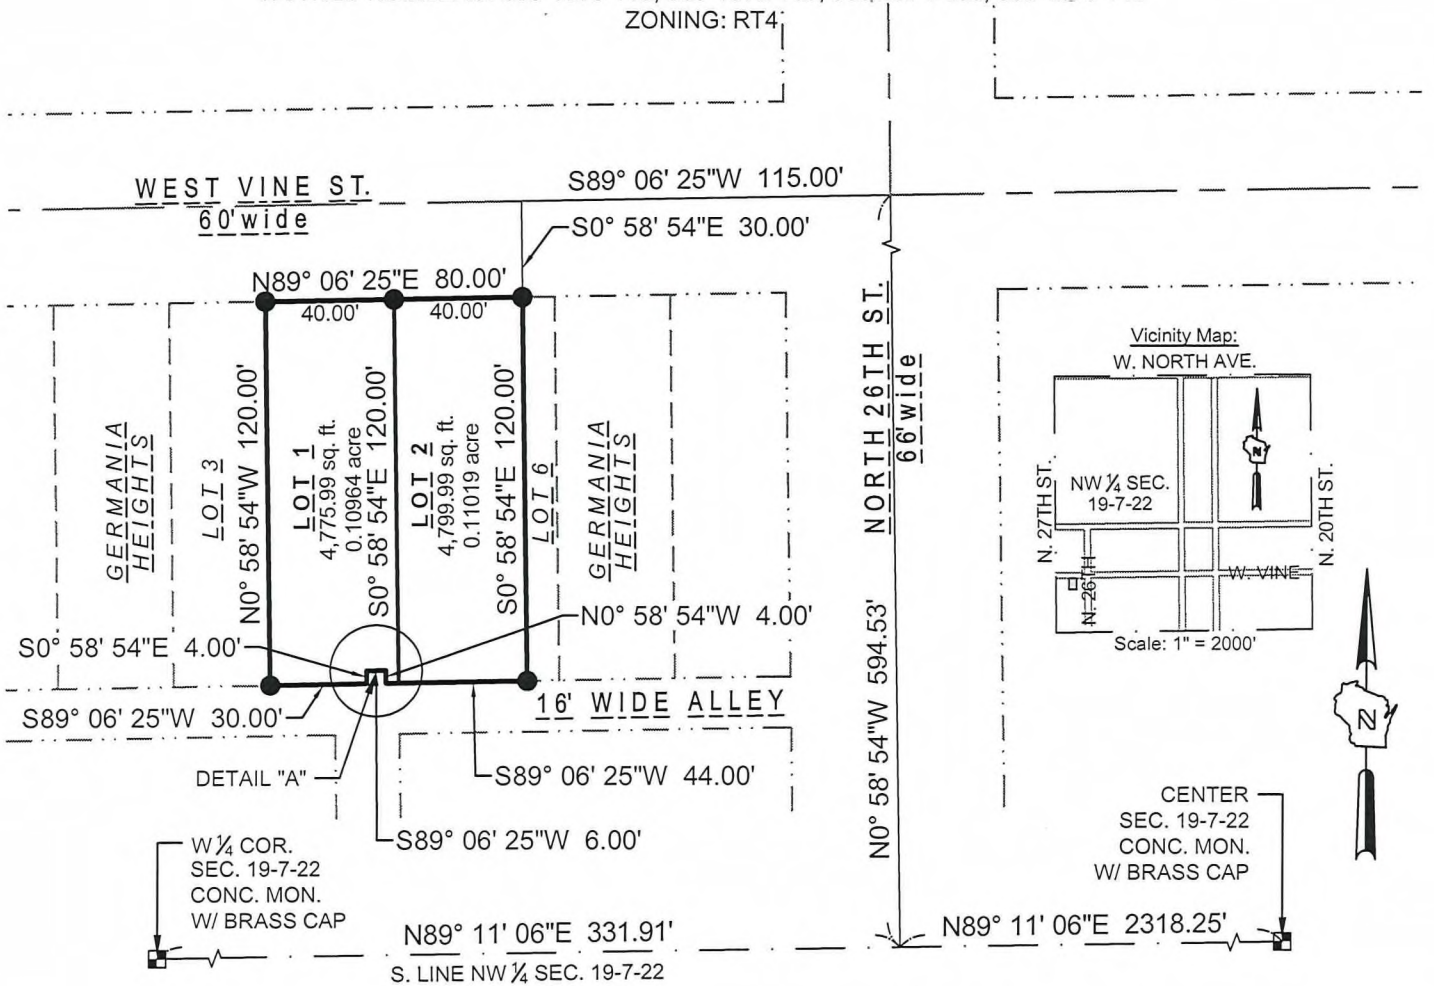 ZONING: RT4
WEST VINE ST.
60' wide
S89° 06' 25"W 115.00'
S0° 58' 54"E 30.00'
N89° 06' 25"E 80.00'
40.00'
40.00'
GERMANIA
HEIGHTS
LOT 3
N0° 58' 54"W 120.00'
LOT 1
4,775.99 sq. ft.
0.10964 acre
S0° 58' 54"E 120.00'
LOT 2
4,799.99 sq. ft.
0.11019 acre
S0° 58' 54"E 120.00'
LOT 6
GERMANIA
HEIGHTS
NORTH 26TH ST.
66' wide
N0° 58' 54"W 594.53'
Vicinity Map:
W. NORTH AVE.
N. 27TH ST.
NW ¼ SEC.
19-7-22
N
N. 20TH ST.
W. VINE
N. 26TH
Scale: 1" = 2000'
N
S0° 58' 54"E 4.00'
N0° 58' 54"W 4.00'
S89° 06' 25"W 30.00'
16' WIDE ALLEY
DETAIL "A"
S89° 06' 25"W 44.00'
S89° 06' 25"W 6.00'
W ¼ COR.
SEC. 19-7-22
CONC. MON.
W/ BRASS CAP
CENTER
SEC. 19-7-22
CONC. MON.
W/ BRASS CAP
N89° 11' 06"E 331.91'
S. LINE NW ¼ SEC. 19-7-22
N89° 11' 06"E 2318.25'